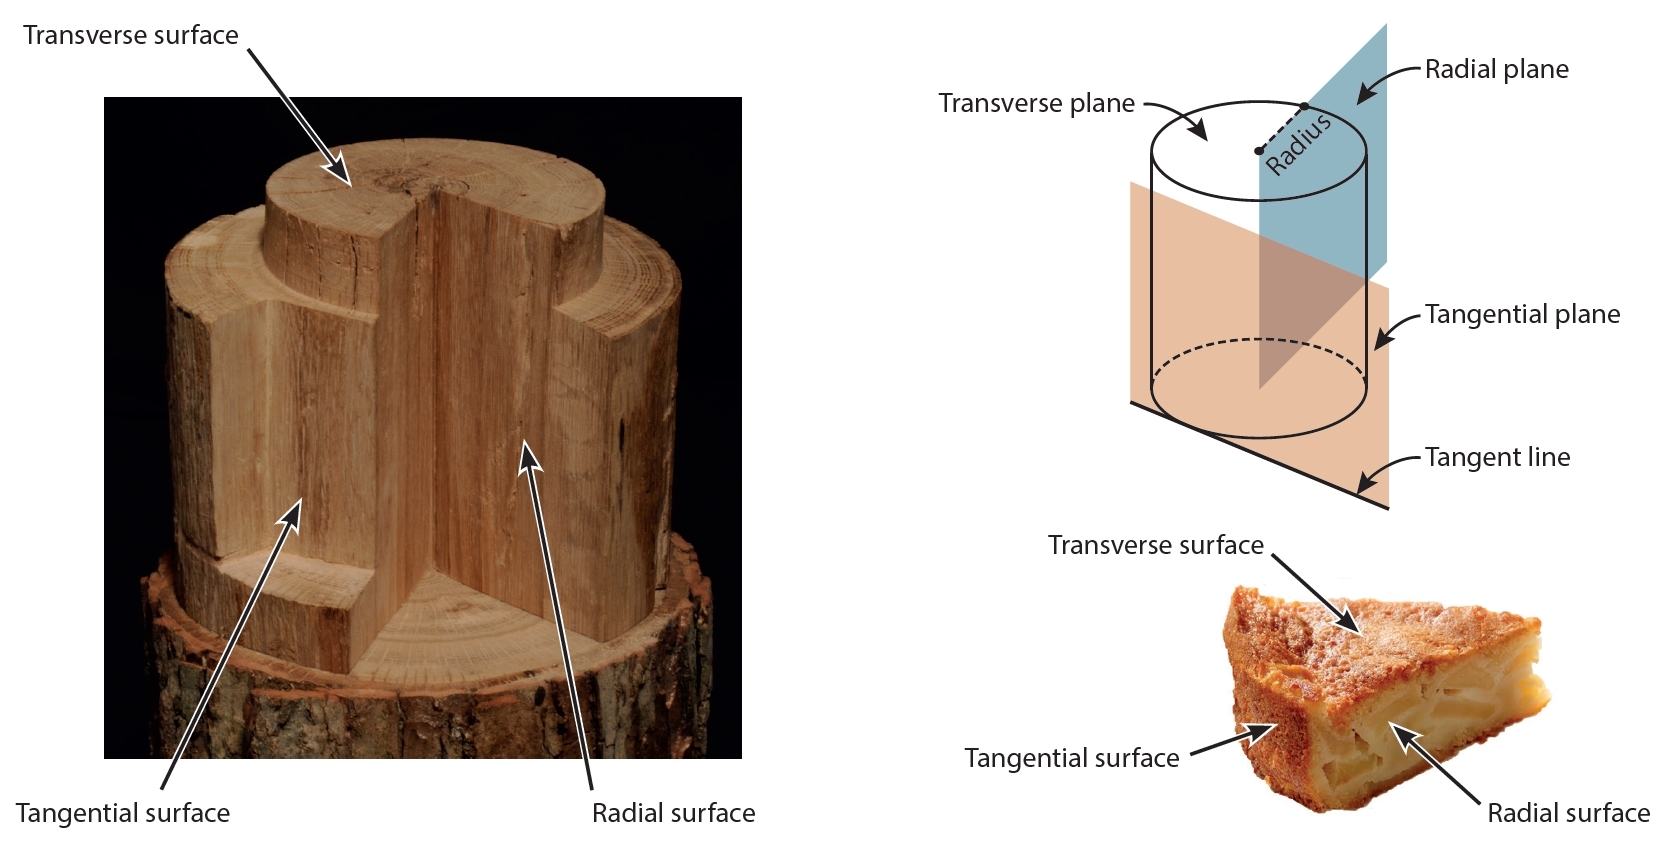 Transverse surface
Tangential surface
Radial surface
Transverse plane
Radial plane
Radius
Tangential plane
Tangent line
Transverse surface
Tangential surface
Radial surface